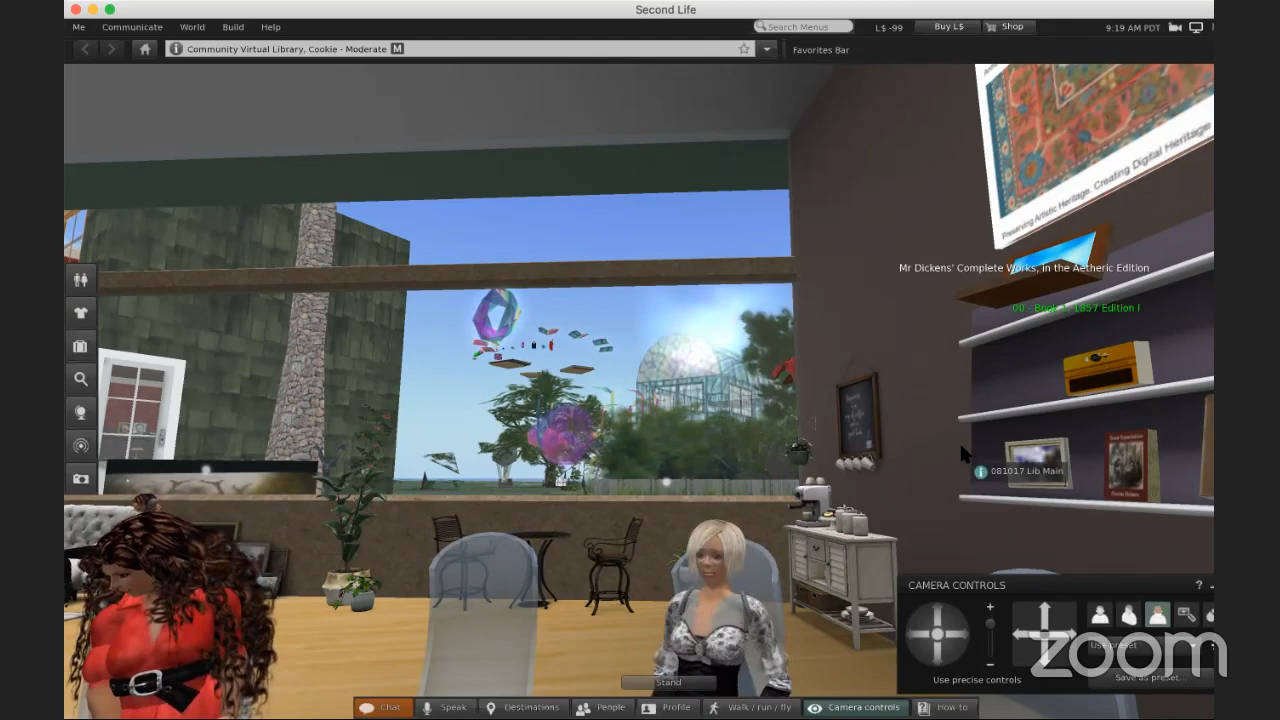 Second Life
Me Communicate World Build Help
Search Menus
L$ -99
Buy L$
Shop
9:19 AM PDT
Community Virtual Library, Cookie - Moderate M
Favorites Bar
Preserving Artistic Heritage. Creating Digital Heritage
Mr Dickens' Complete Works, in the Aetheric Edition
081017 Lib Main
CAMERA CONTROLS ? -
Use preset
Save as preset...
Use precise controls
zoom
Stand
Chat Speak Destinations People Profile Walk / run / fly Camera controls How to